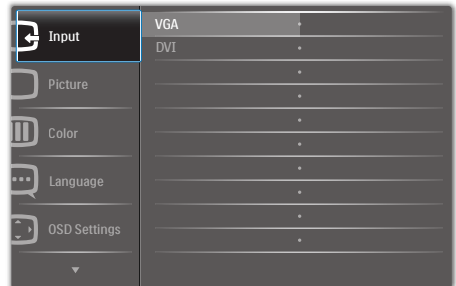 Input
VGA
DVI
Picture
Color
Language
OSD Settings